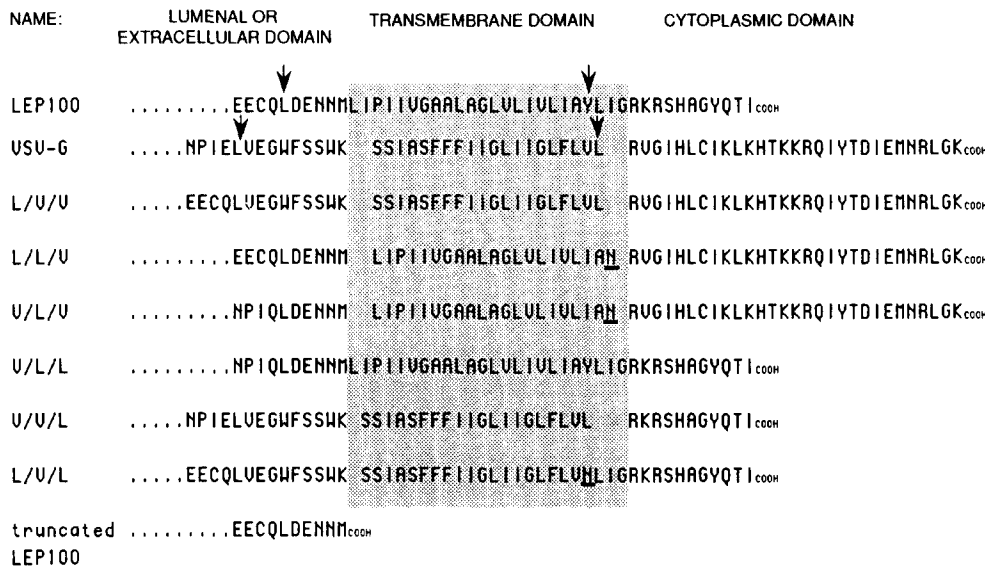 NAME: LUMENAL OR EXTRACELLULAR DOMAIN TRANSMEMBRANE DOMAIN CYTOPLASMIC DOMAIN
LEP100 .........EECQLDENNMLIPIIVGAALAGLVLIVLIAYLIGRKRSHAGYQTICOOH
VSV-G .....NPIELVEGWFSSWK SSIASFFFIIGLIIGLFLVL RVGIHLCIKLKHTKKRQIYTDIEMNRLGKCOOH
L/V/V .....EECQLVEGWFSSWK SSIASFFFIIGLIIGLFLVL RVGIHLCIKLKHTKKRQIYTDIEMNRLGKCOOH
L/L/V .........EECQLDENNM LIPIIVGAALAGLVLIVLIAN RVGIHLCIKLKHTKKRQIYTDIEMNRLGKCOOH
V/L/V .........NPIQLDENNM LIPIIVGAALAGLVLIVLIAN RVGIHLCIKLKHTKKRQIYTDIEMNRLGKCOOH
V/L/L .........NPIQLDENNMLIPIIVGAALAGLVLIVLIAYLIGRKRSHAGYQTICOOH
V/V/L .....NPIELVEGWFSSWK SSIASFFFIIGLIIGLFLVL RKRSHAGYQTICOOH
L/V/L .....EECQLVEGWFSSWK SSIASFFFIIGLIIGLFLVNLIGRKRSHAGYQTICOOH
truncated .........EECQLDENNMCOOH
LEP100